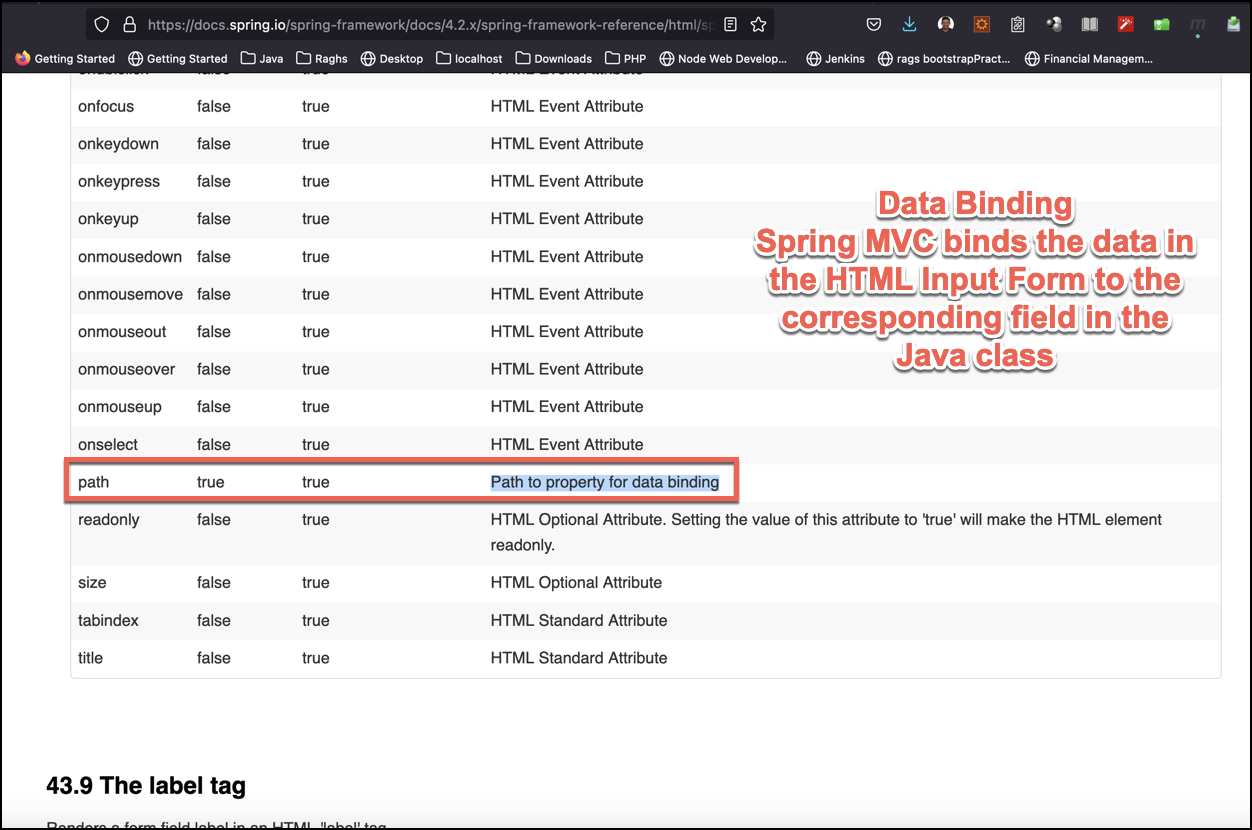 https://docs.spring.io/spring-framework/docs/4.2.x/spring-framework-reference/html/sp
Getting Started Getting Started Java Raghs Desktop localhost Downloads PHP Node Web Develop... Jenkins rags bootstrapPract... Financial Managem...
onfocus false true HTML Event Attribute
onkeydown false true HTML Event Attribute
onkeypress false true HTML Event Attribute
onkeyup false true HTML Event Attribute
onmousedown false true HTML Event Attribute
onmousemove false true HTML Event Attribute
onmouseout false true HTML Event Attribute
onmouseover false true HTML Event Attribute
onmouseup false true HTML Event Attribute
onselect false true HTML Event Attribute
path true true Path to property for data binding
readonly false true HTML Optional Attribute. Setting the value of this attribute to 'true' will make the HTML element
readonly.
size false true HTML Optional Attribute
tabindex false true HTML Standard Attribute
title false true HTML Standard Attribute
Data Binding
Spring MVC binds the data in
the HTML Input Form to the
corresponding field in the
Java class
43.9 The label tag
Renders a form field label in an HTML 'label' tag